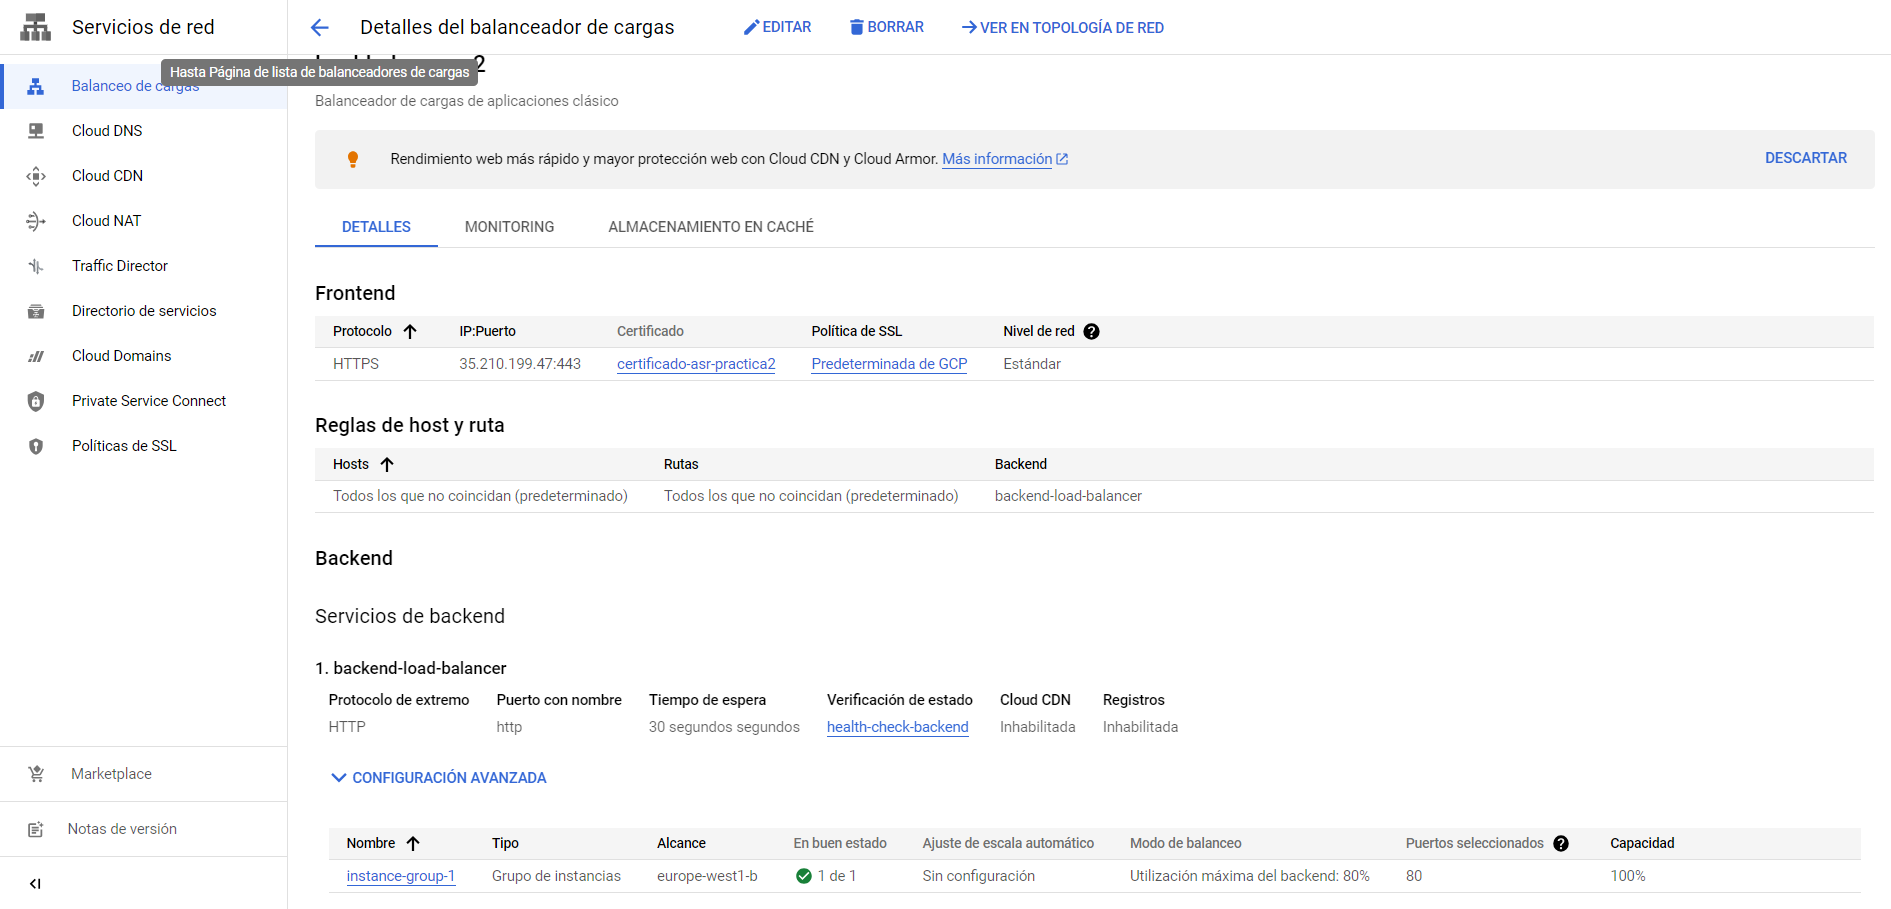 Servicios de red
Detalles del balanceador de cargas
EDITAR
BORRAR
VER EN TOPOLOGÍA DE RED
Hasta Página de lista de balanceadores de cargas
2
Balanceo de cargas
Cloud DNS
Cloud CDN
Cloud NAT
Traffic Director
Directorio de servicios
Cloud Domains
Private Service Connect
Políticas de SSL
Marketplace
Notas de versión
Balanceador de cargas de aplicaciones clásico
Rendimiento web más rápido y mayor protección web con Cloud CDN y Cloud Armor. Más información
DESCARTAR
DETALLES MONITORING ALMACENAMIENTO EN CACHÉ
Frontend
Protocolo IP:Puerto Certificado Política de SSL Nivel de red
HTTPS 35.210.199.47:443 certificado-asr-practica2 Predeterminada de GCP Estándar
Reglas de host y ruta
Hosts Rutas Backend
Todos los que no coincidan (predeterminado) Todos los que no coincidan (predeterminado) backend-load-balancer
Backend
Servicios de backend
1. backend-load-balancer
Protocolo de extremo Puerto con nombre Tiempo de espera Verificación de estado Cloud CDN Registros
HTTP http 30 segundos segundos health-check-backend Inhabilitada Inhabilitada
CONFIGURACIÓN AVANZADA
Nombre Tipo Alcance En buen estado Ajuste de escala automático Modo de balanceo Puertos seleccionados Capacidad
instance-group-1 Grupo de instancias europe-west1-b 1 de 1 Sin configuración Utilización máxima del backend: 80% 80 100%